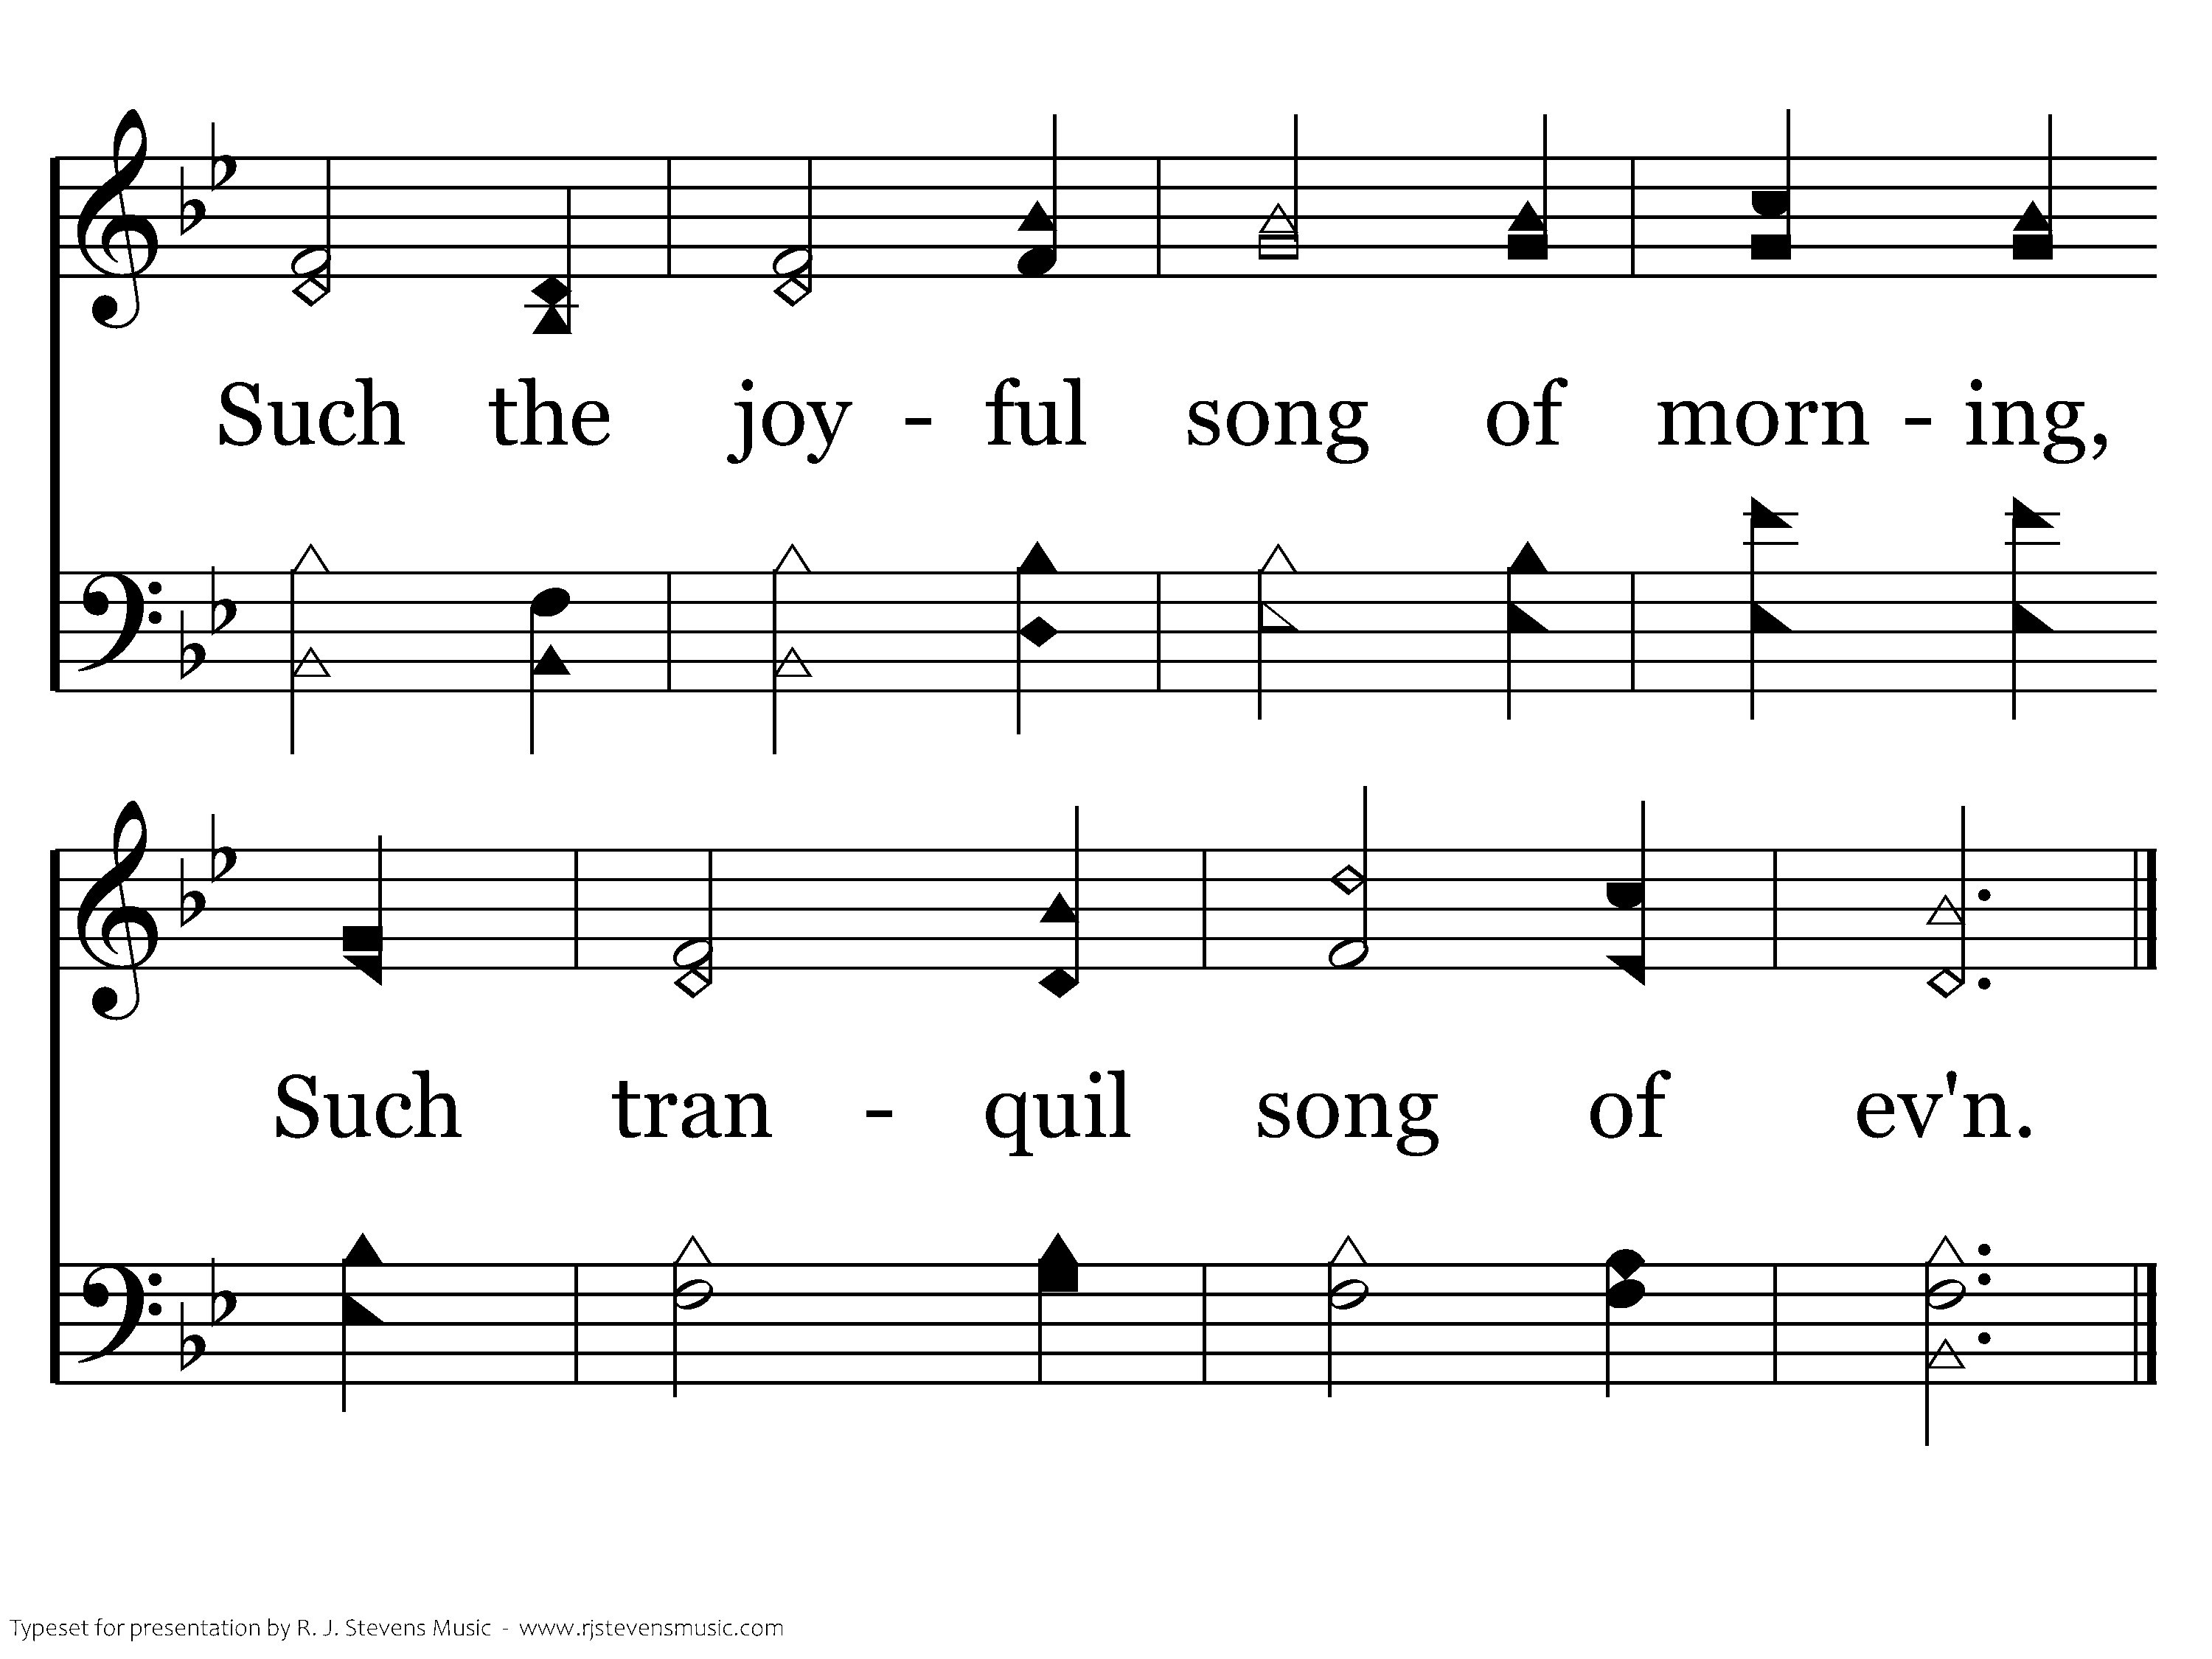 Such the joy - ful song of morn - ing,
Such tran - quil song of ev'n.
Typeset for presentation by R. J. Stevens Music - www.rjstevensmusic.com